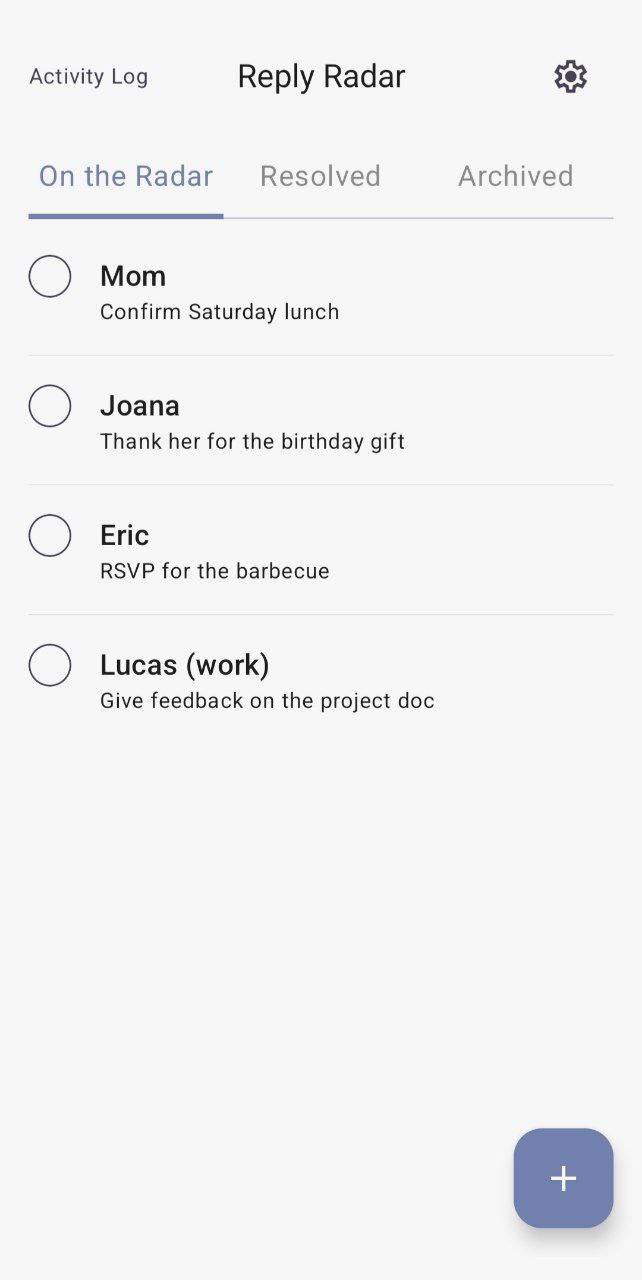 Activity Log
Reply Radar
On the Radar
Resolved
Archived
Mom
Confirm Saturday lunch
Joana
Thank her for the birthday gift
Eric
RSVP for the barbecue
Lucas (work)
Give feedback on the project doc
+